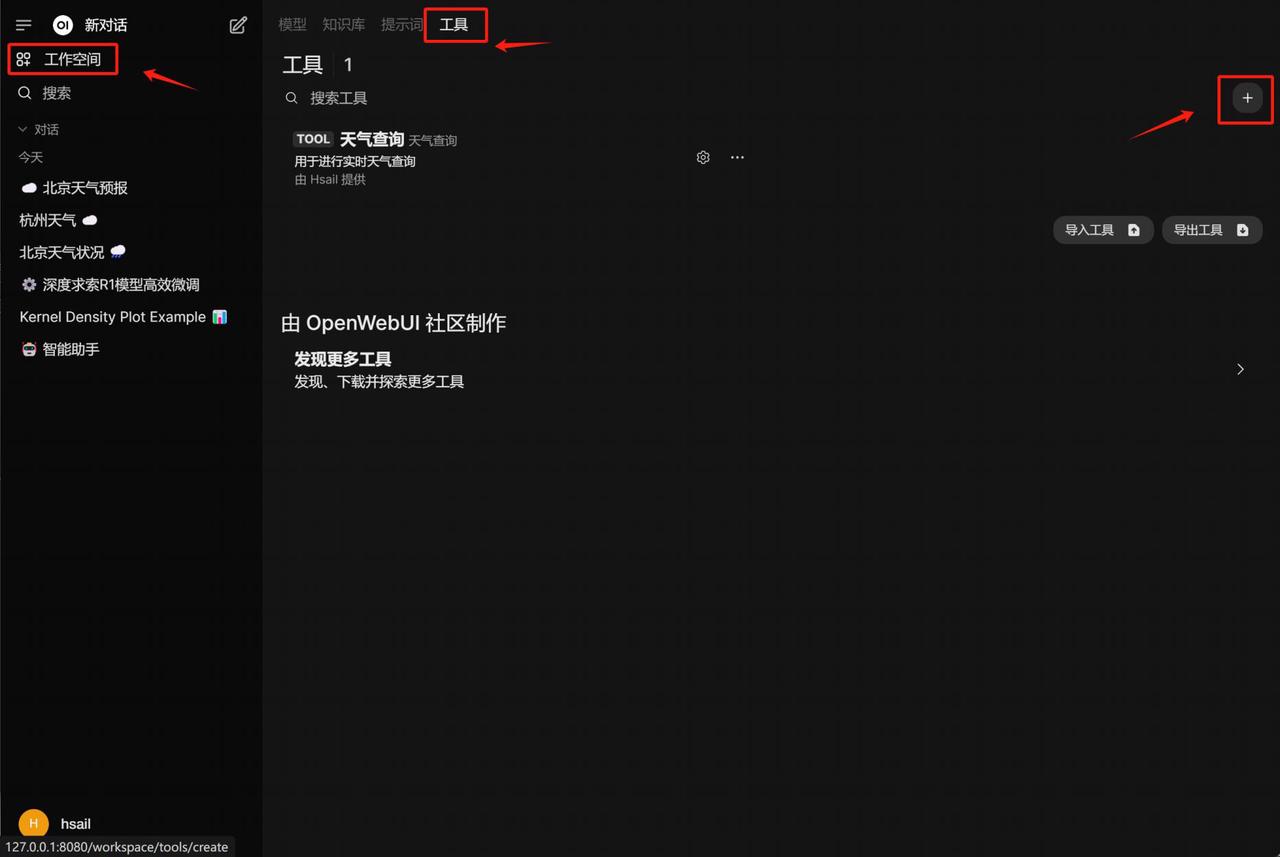 OI 新对话
工作空间
搜索
对话
今天
北京天气预报
杭州天气
北京天气状况
深度求索R1模型高效微调
Kernel Density Plot Example
智能助手
H hsail
127.0.0.1:8080/workspace/tools/create
模型 知识库 提示词 工具
工具 1
搜索工具
TOOL 天气查询 天气查询
用于进行实时天气查询
由 Hsail 提供
导入工具 导出工具
由 OpenWebUI 社区制作
发现更多工具
发现、下载并探索更多工具